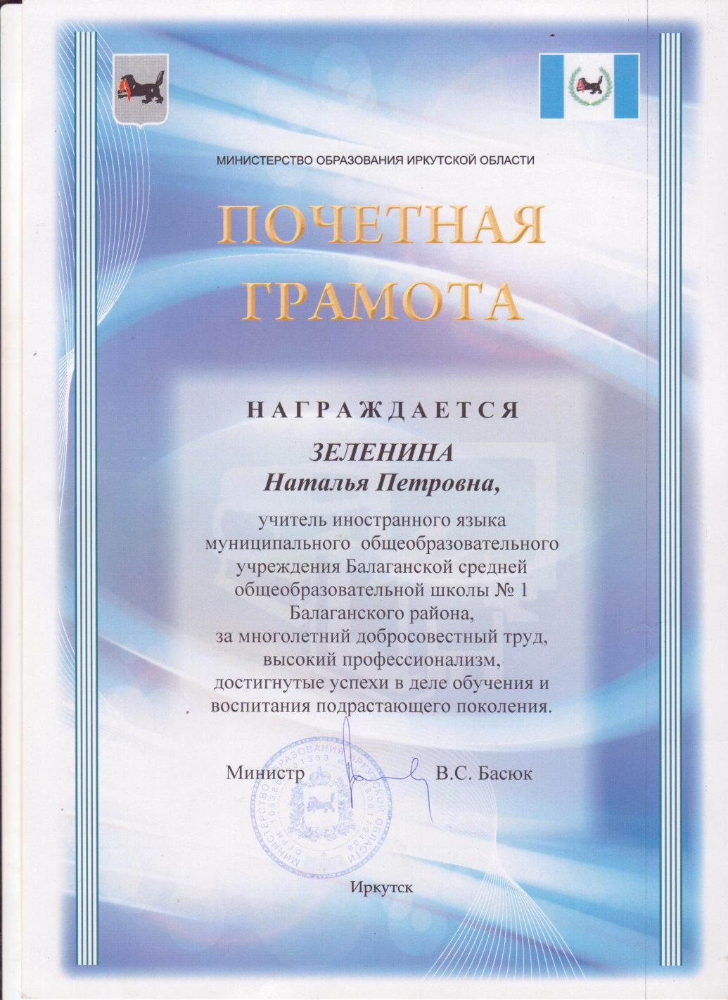 МИНИСТЕРСТВО ОБРАЗОВАНИЯ ИРКУТСКОЙ ОБЛАСТИ
ПОЧЕТНАЯ
ГРАМОТА
НАГРАЖДАЕТСЯ
ЗЕЛЕНИНА
Наталья Петровна,
учитель иностранного языка
муниципального общеобразовательного
учреждения Балаганской средней
общеобразовательной школы № 1
Балаганского района,
за многолетний добросовестный труд,
высокий профессионализм,
достигнутые успехи в деле обучения и
воспитания подрастающего поколения.
Министр В.С. Басюк
МИНИСТЕРСТВО ОБРАЗОВАНИЯ ИРКУТСКОЙ ОБЛАСТИ
ОГРН
Иркутск